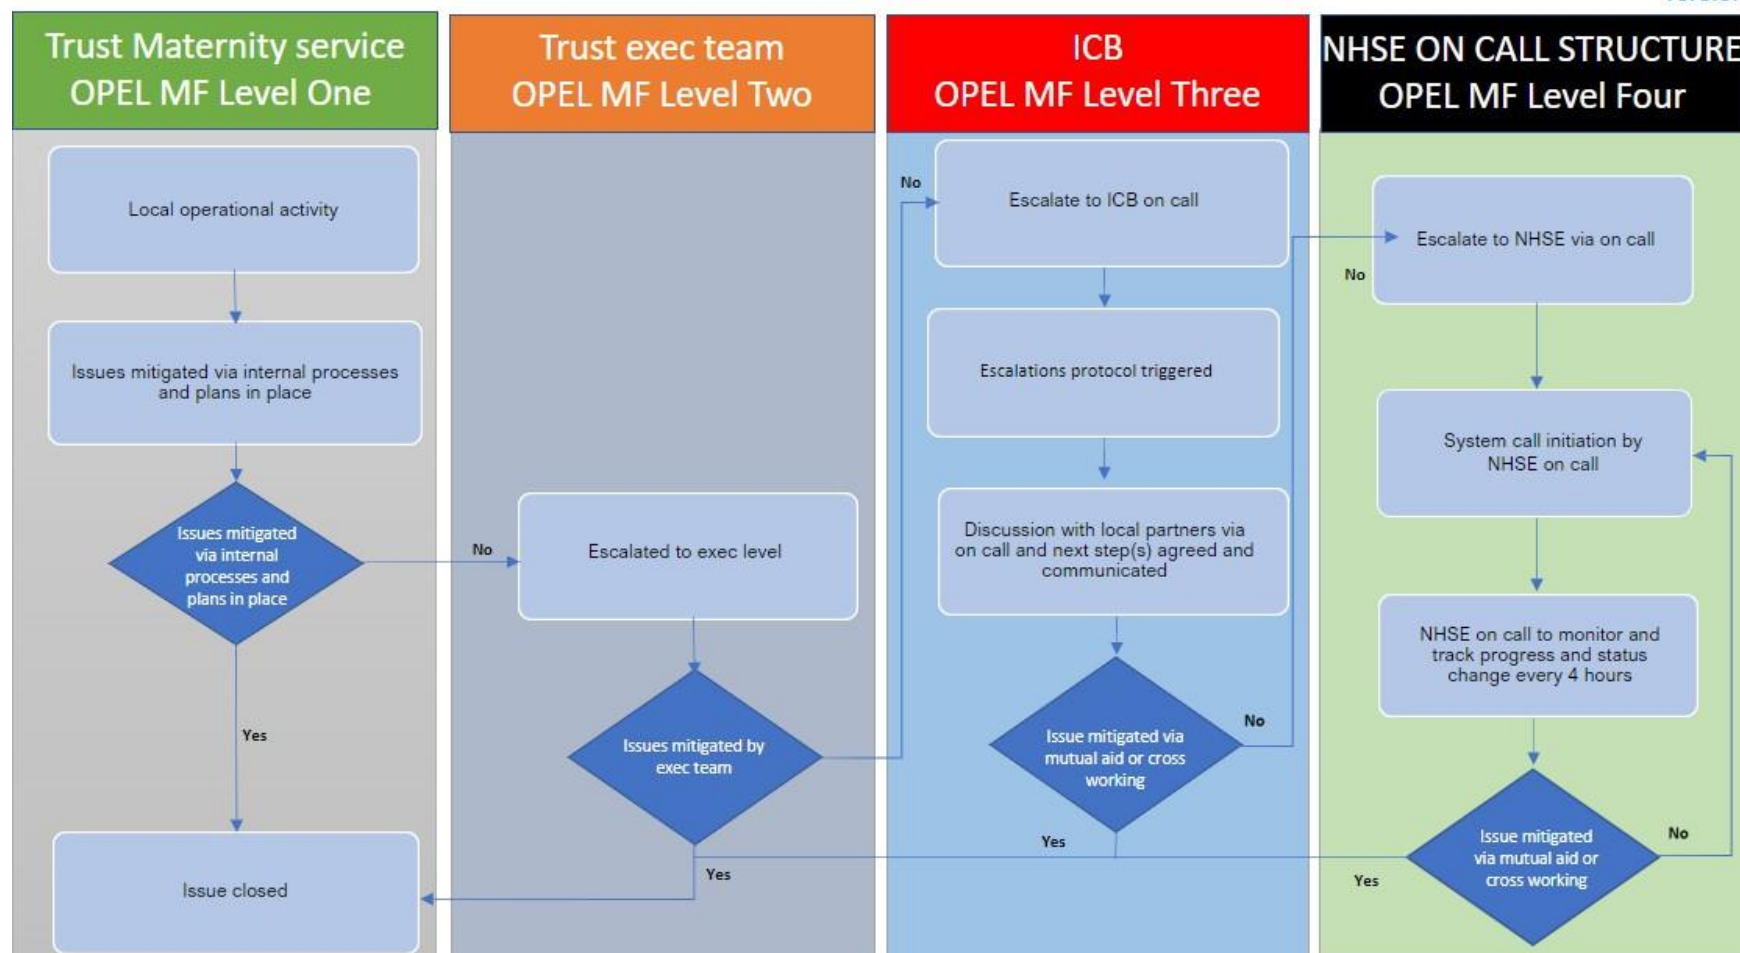 Trust Maternity service
OPEL MF Level One
Local operational activity
Issues mitigated via internal processes
and plans in place
Issues mitigated
via internal
processes and
plans in place
Yes
Issue closed
Trust exec team
OPEL MF Level Two
No
Escalated to exec level
Issues mitigated by
exec team
Yes
ICB
OPEL MF Level Three
No
Escalate to ICB on call
Escalations protocol triggered
Discussion with local partners via
on call and next step(s) agreed and
communicated
Issue mitigated via
mutual aid or cross
working
No
Yes
NHSE ON CALL STRUCTURE
OPEL MF Level Four
Escalate to NHSE via on call
No
System call initiation by
NHSE on call
NHSE on call to monitor and
track progress and status
change every 4 hours
Issue mitigated
via mutual aid or
cross working
No
Yes